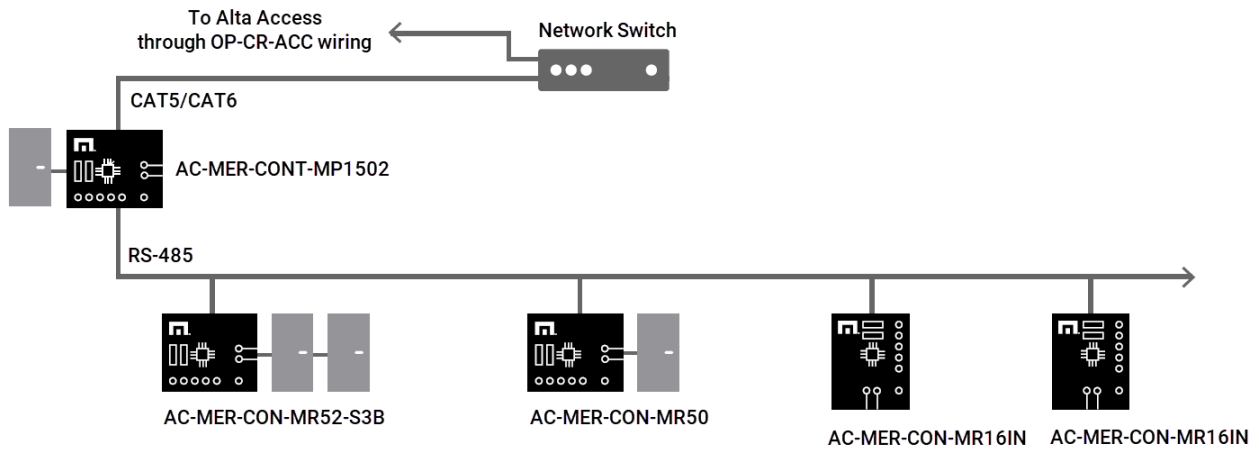 To Alta Access
through OP-CR-ACC wiring
Network Switch
CAT5/CAT6
AC-MER-CONT-MP1502
RS-485
AC-MER-CON-MR52-S3B
AC-MER-CON-MR50
AC-MER-CON-MR16IN
AC-MER-CON-MR16IN